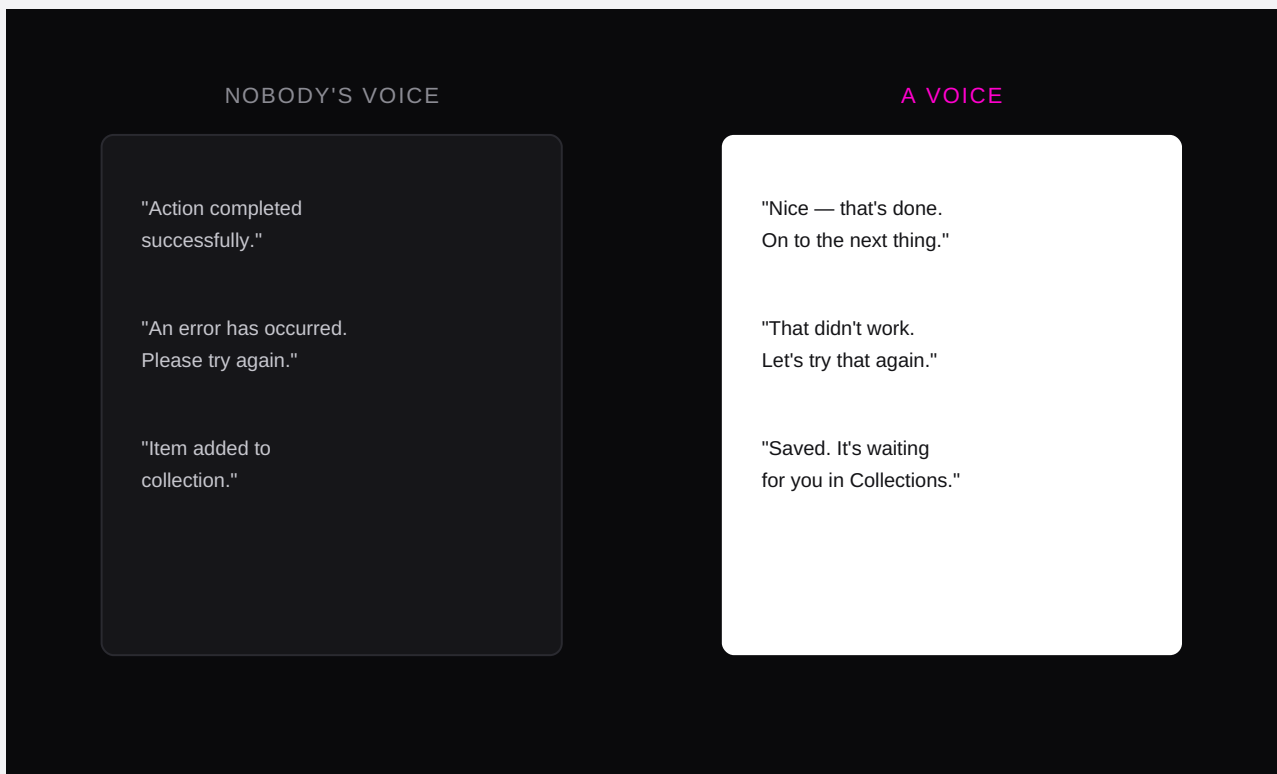 NOBODY'S VOICE
"Action completed
successfully."
"An error has occurred.
Please try again."
"Item added to
collection."
A VOICE
"Nice — that's done.
On to the next thing."
"That didn't work.
Let's try that again."
"Saved. It's waiting
for you in Collections."